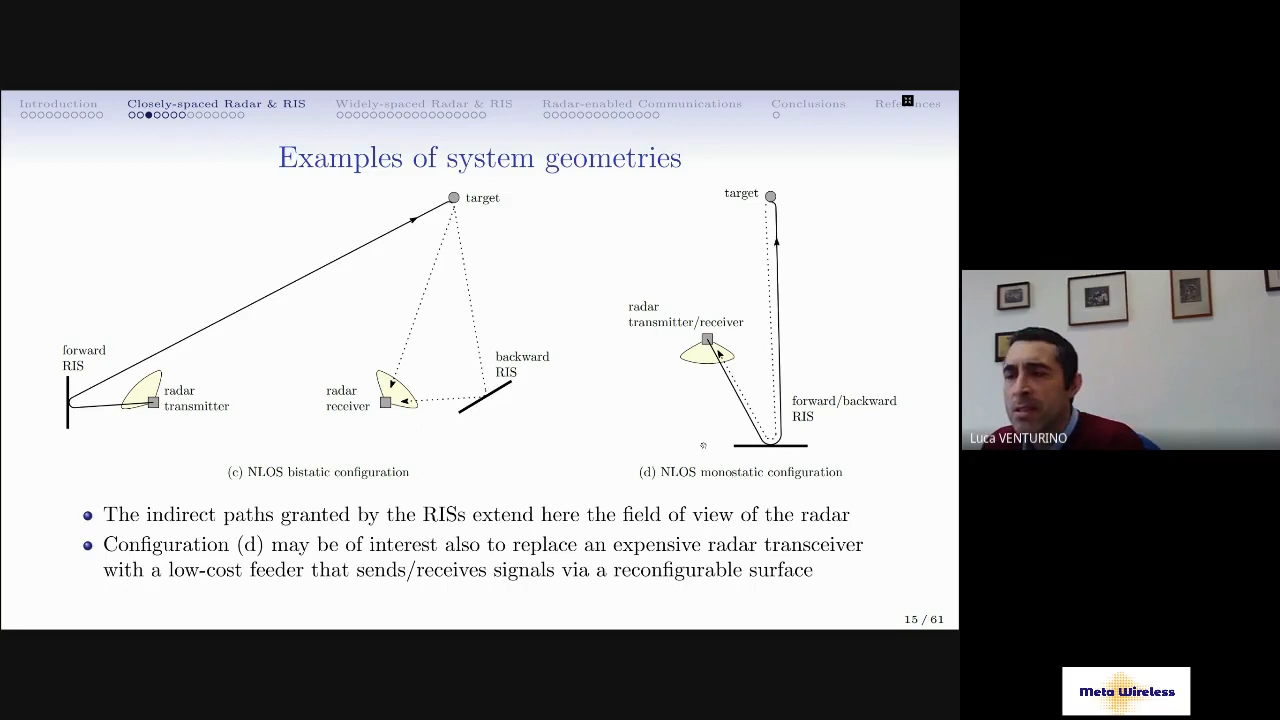 Introduction
Closely-spaced Radar & RIS
Widely-spaced Radar & RIS
Radar-enabled Communications
Conclusions
Examples of system geometries
target
forward
RIS
radar
transmitter
radar
receiver
backward
RIS
(c) NLOS bistatic configuration
target
radar
transmitter/receiver
forward/backward
RIS
(d) NLOS monostatic configuration
The indirect paths granted by the RISs extend here the field of view of the radar
Configuration (d) may be of interest also to replace an expensive radar transceiver
with a low-cost feeder that sends/receives signals via a reconfigurable surface
15 / 61
Luca VENTURINO
Meta Wireless